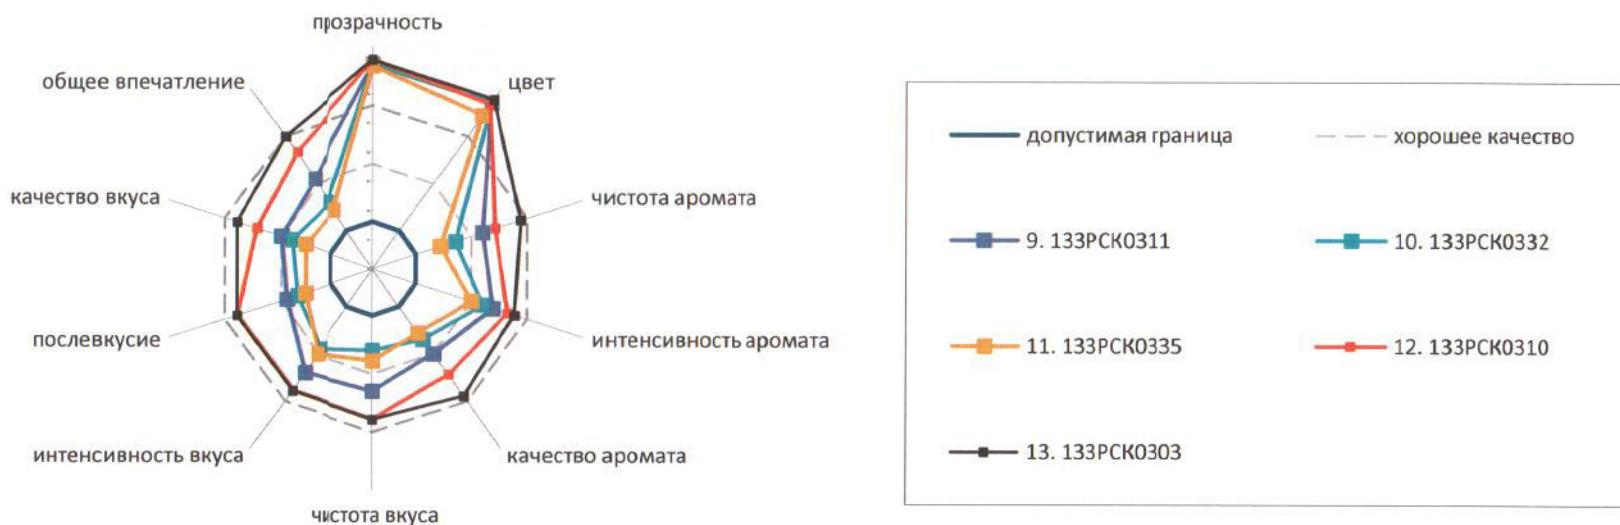 прозрачность
общее впечатление
цвет
качество вкуса
чистота аромата
послевкусие
интенсивность аромата
интенсивность вкуса
качество аромата
чистота вкуса
допустимая граница
хорошее качество
9. 133РСК0311
10. 133РСК0332
11. 133РСК0335
12. 133РСК0310
13. 133РСК0303